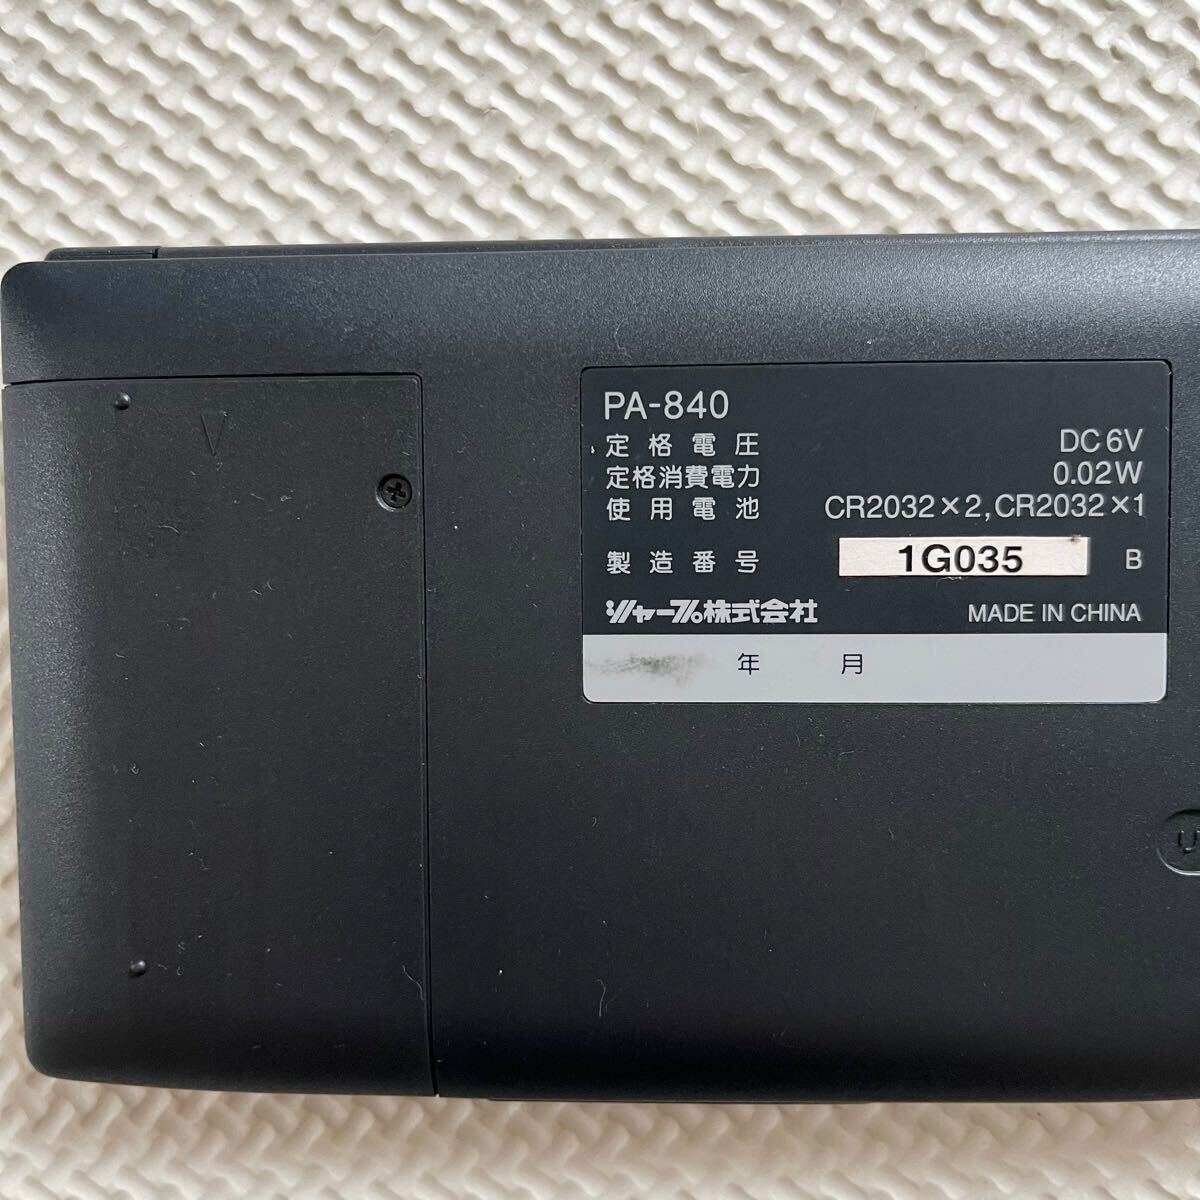 PA-840
定格電圧 DC 6V
定格消費電力 0.02W
使用電池 CR2032×2,CR2032×1
製造番号 1G035 B
シャープ株式会社 MADE IN CHINA
年 月